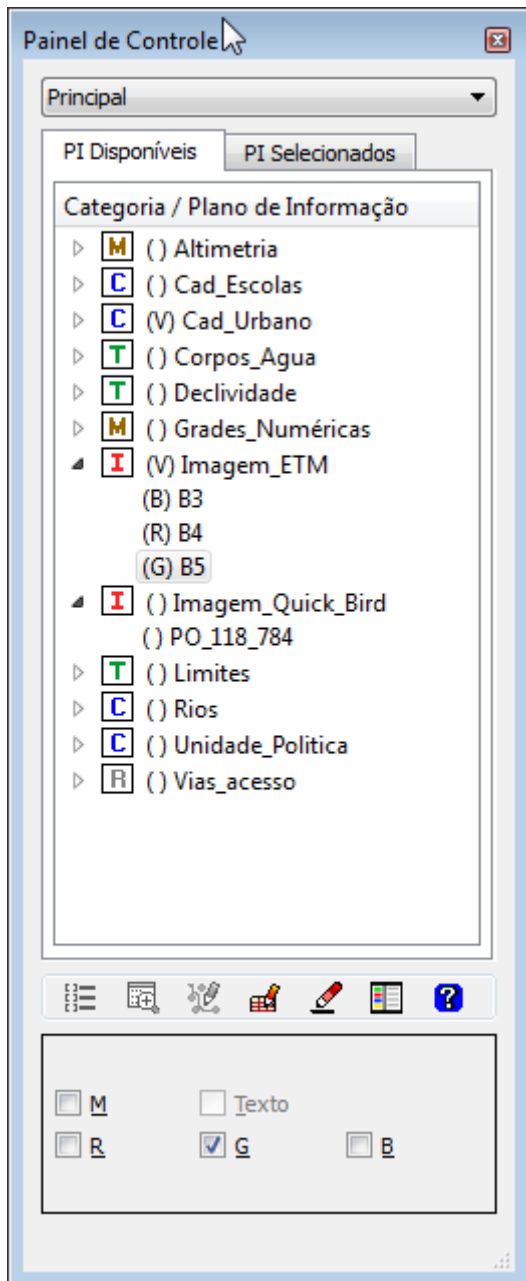 Painel de Controle
Principal
PI Disponíveis PI Selecionados
Categoria / Plano de Informação
M ( ) Altimetria
C ( ) Cad_Escolas
C (V) Cad_Urbano
T ( ) Corpos_Agua
T ( ) Declividade
M ( ) Grades_Numéricas
I (V) Imagem_ETM
(B) B3
(R) B4
(G) B5
I ( ) Imagem_Quick_Bird
( ) PO_118_784
T ( ) Limites
C ( ) Rios
C ( ) Unidade_Politica
R ( ) Vias_acesso
?
M Texto
R G B